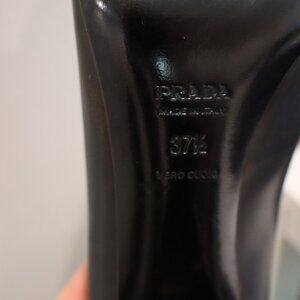 PRADA
MADE IN ITALY
37½
VERO CUOIO